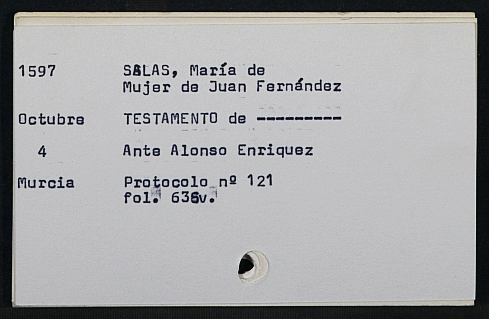 1597 SALAS, María de
Mujer de Juan Fernández
Octubre TESTAMENTO de ---------
4 Ante Alonso Enriquez
Murcia Protocolo nº 121
fol. 636v.